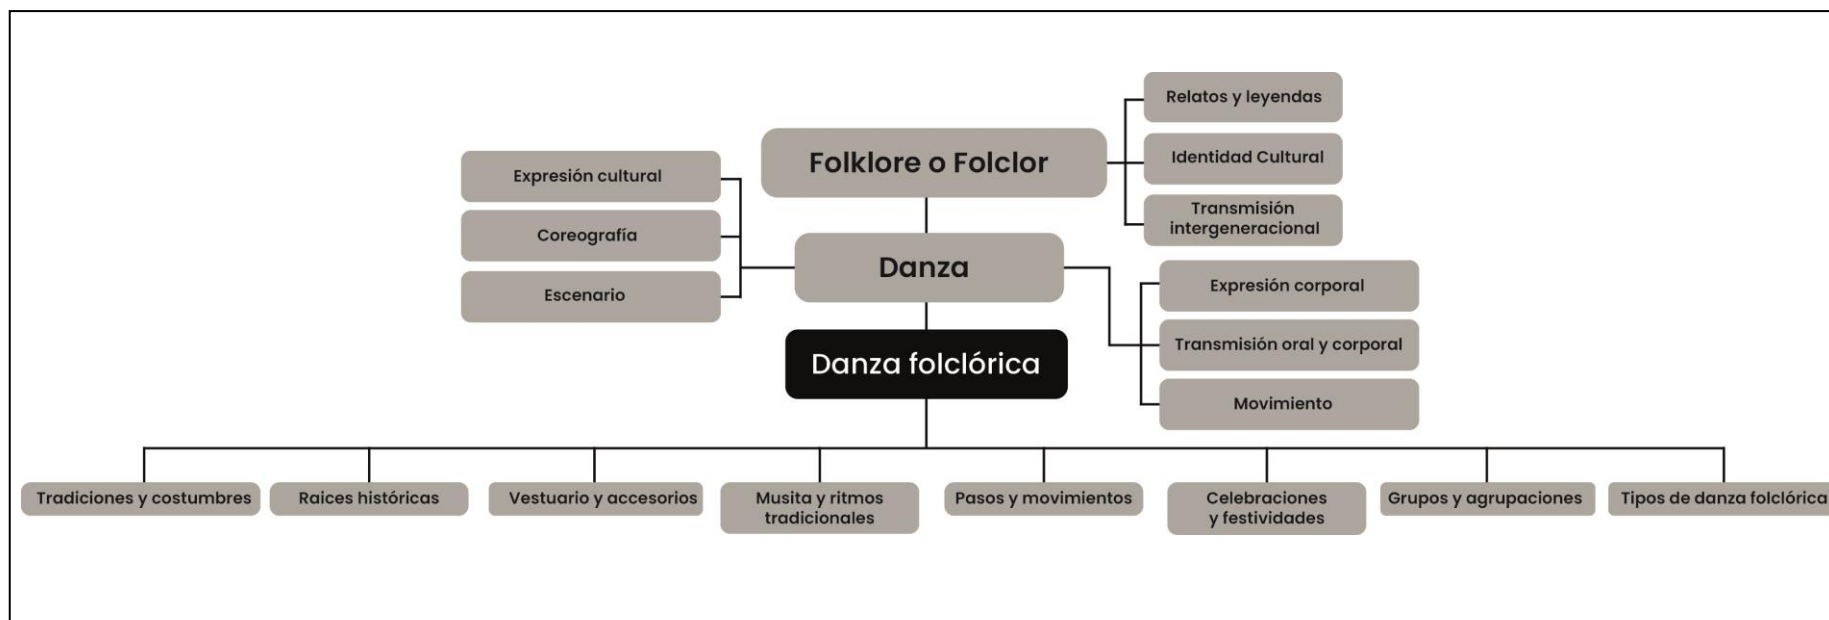 Relatos y leyendas
Folklore o Folclor
Identidad Cultural
Transmisión
intergeneracional
Expresión cultural
Coreografía
Escenario
Danza
Expresión corporal
Transmisión oral y corporal
Movimiento
Danza folclórica
Tradiciones y costumbres
Raices históricas
Vestuario y accesorios
Musita y ritmos
tradicionales
Pasos y movimientos
Celebraciones
y festividades
Grupos y agrupaciones
Tipos de danza folclórica